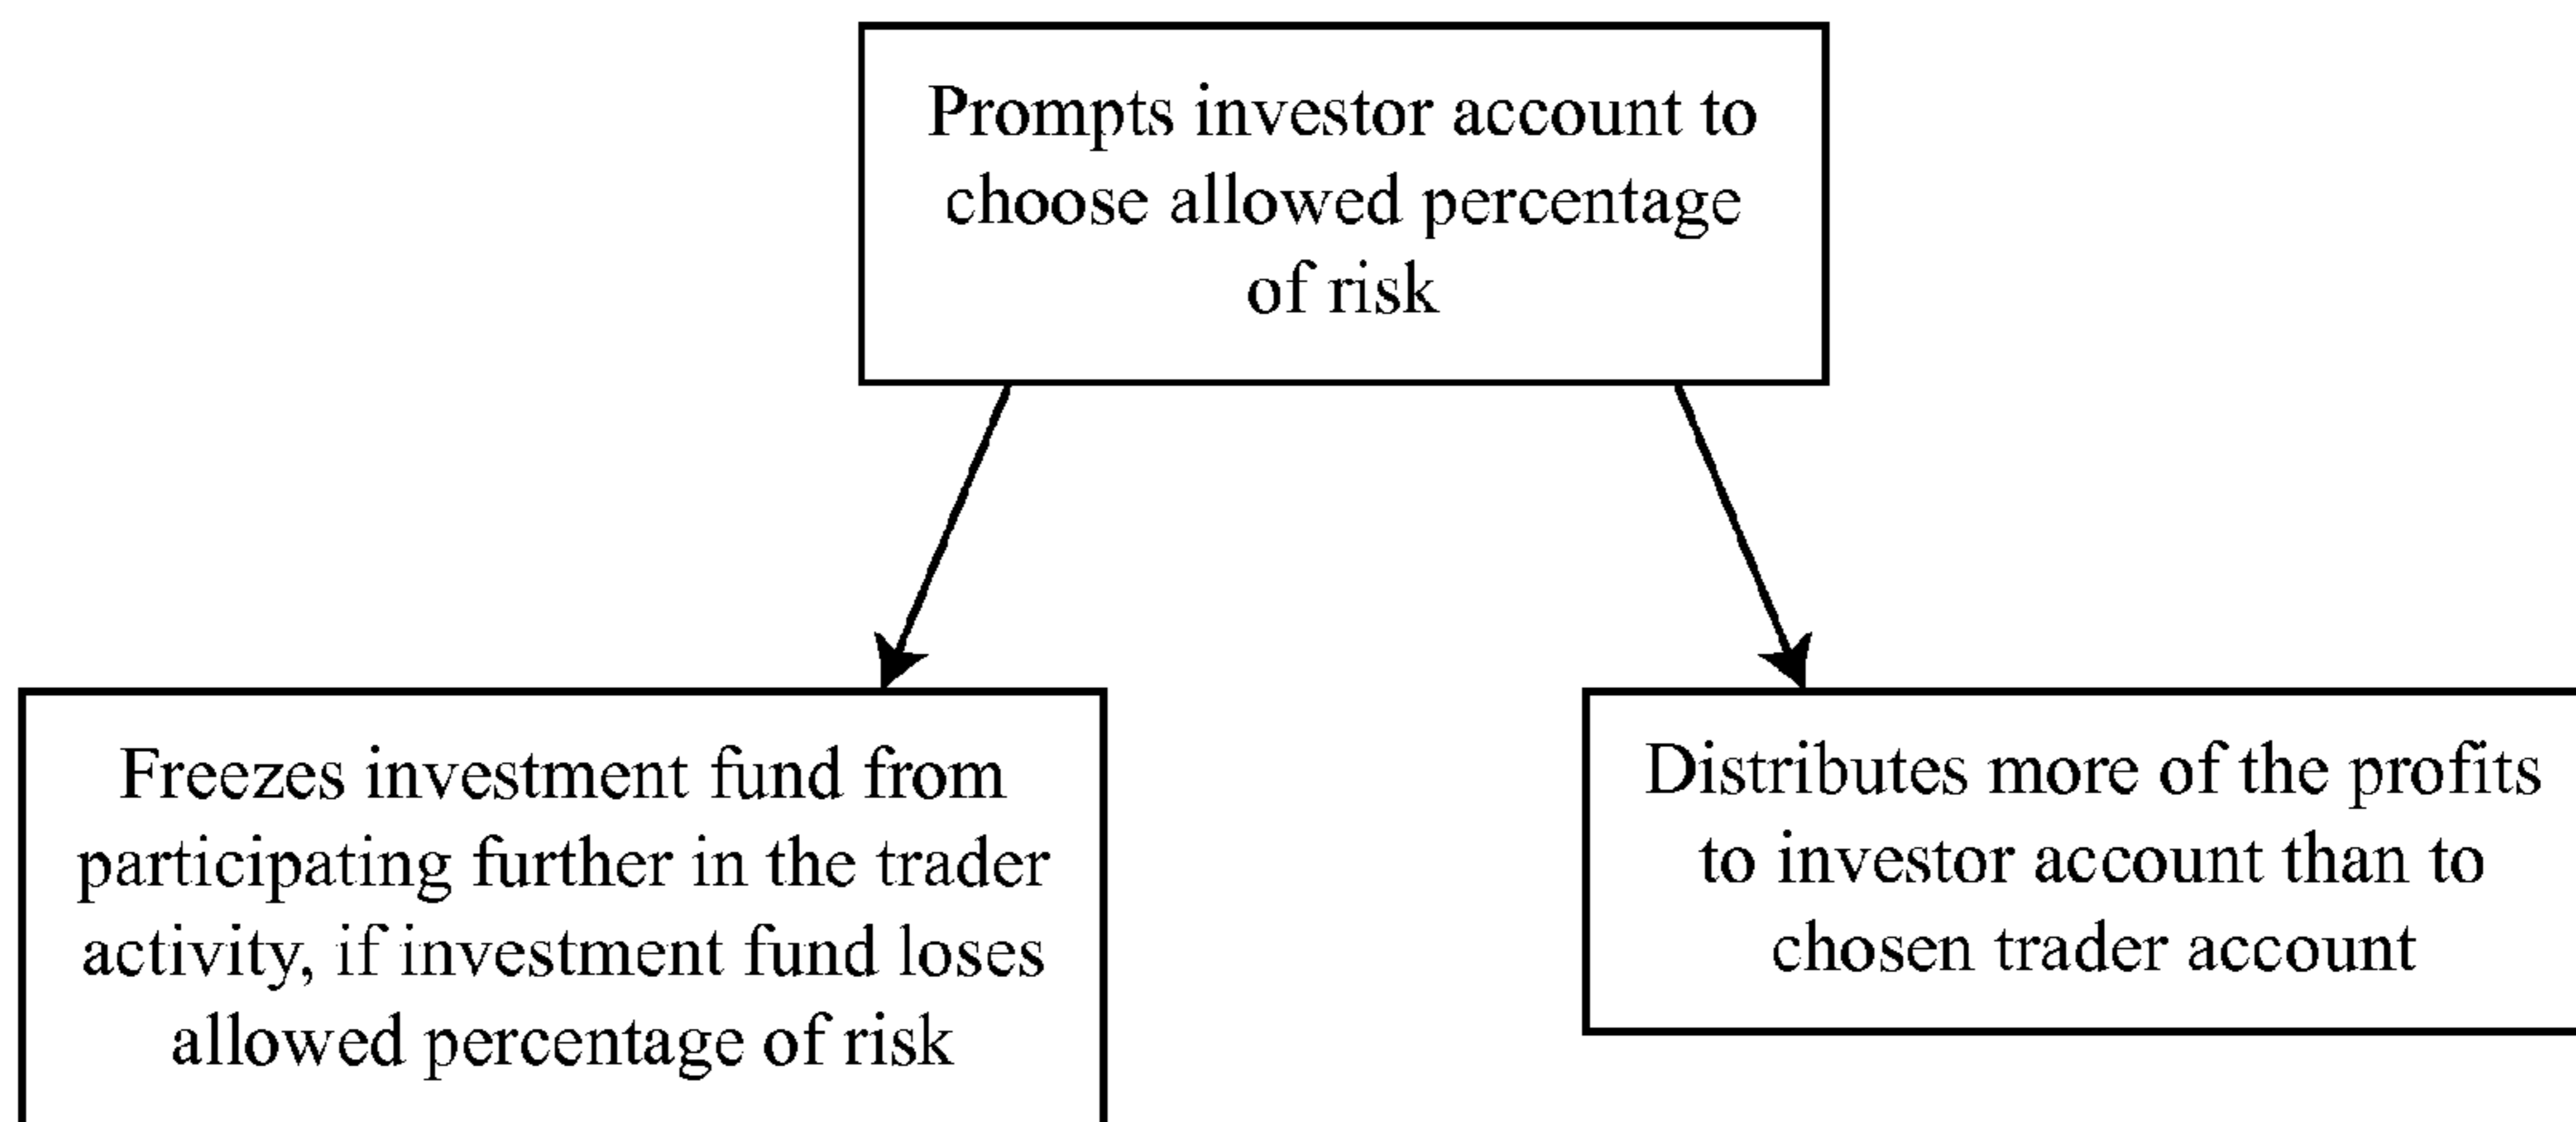 Prompts investor account to
choose allowed percentage
of risk
Freezes investment fund from
participating further in the trader
activity, if investment fund loses
allowed percentage of risk
Distributes more of the profits
to investor account than to
chosen trader account